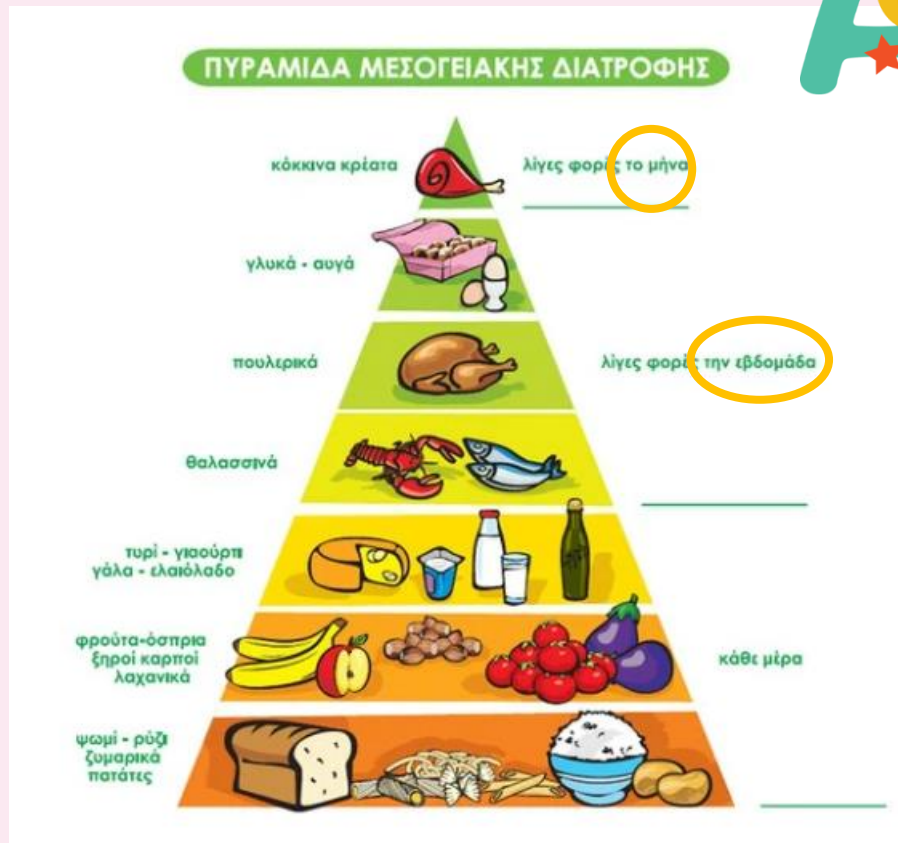 ΠΥΡΑΜΙΔΑ ΜΕΣΟΓΕΙΑΚΗΣ ΔΙΑΤΡΟΦΗΣ
κόκκινα κρέατα
λίγες φορές το μήνα
γλυκά - αυγά
πουλερικά
λίγες φορές την εβδομάδα
θαλασσινά
τυρί - γιαούρτι
γάλα - ελαιόλαδο
φρούτα-όσπρια
ξηροί καρποί
λαχανικά
κάθε μέρα
ψωμί - ρύζι
ζυμαρικά
πατάτες